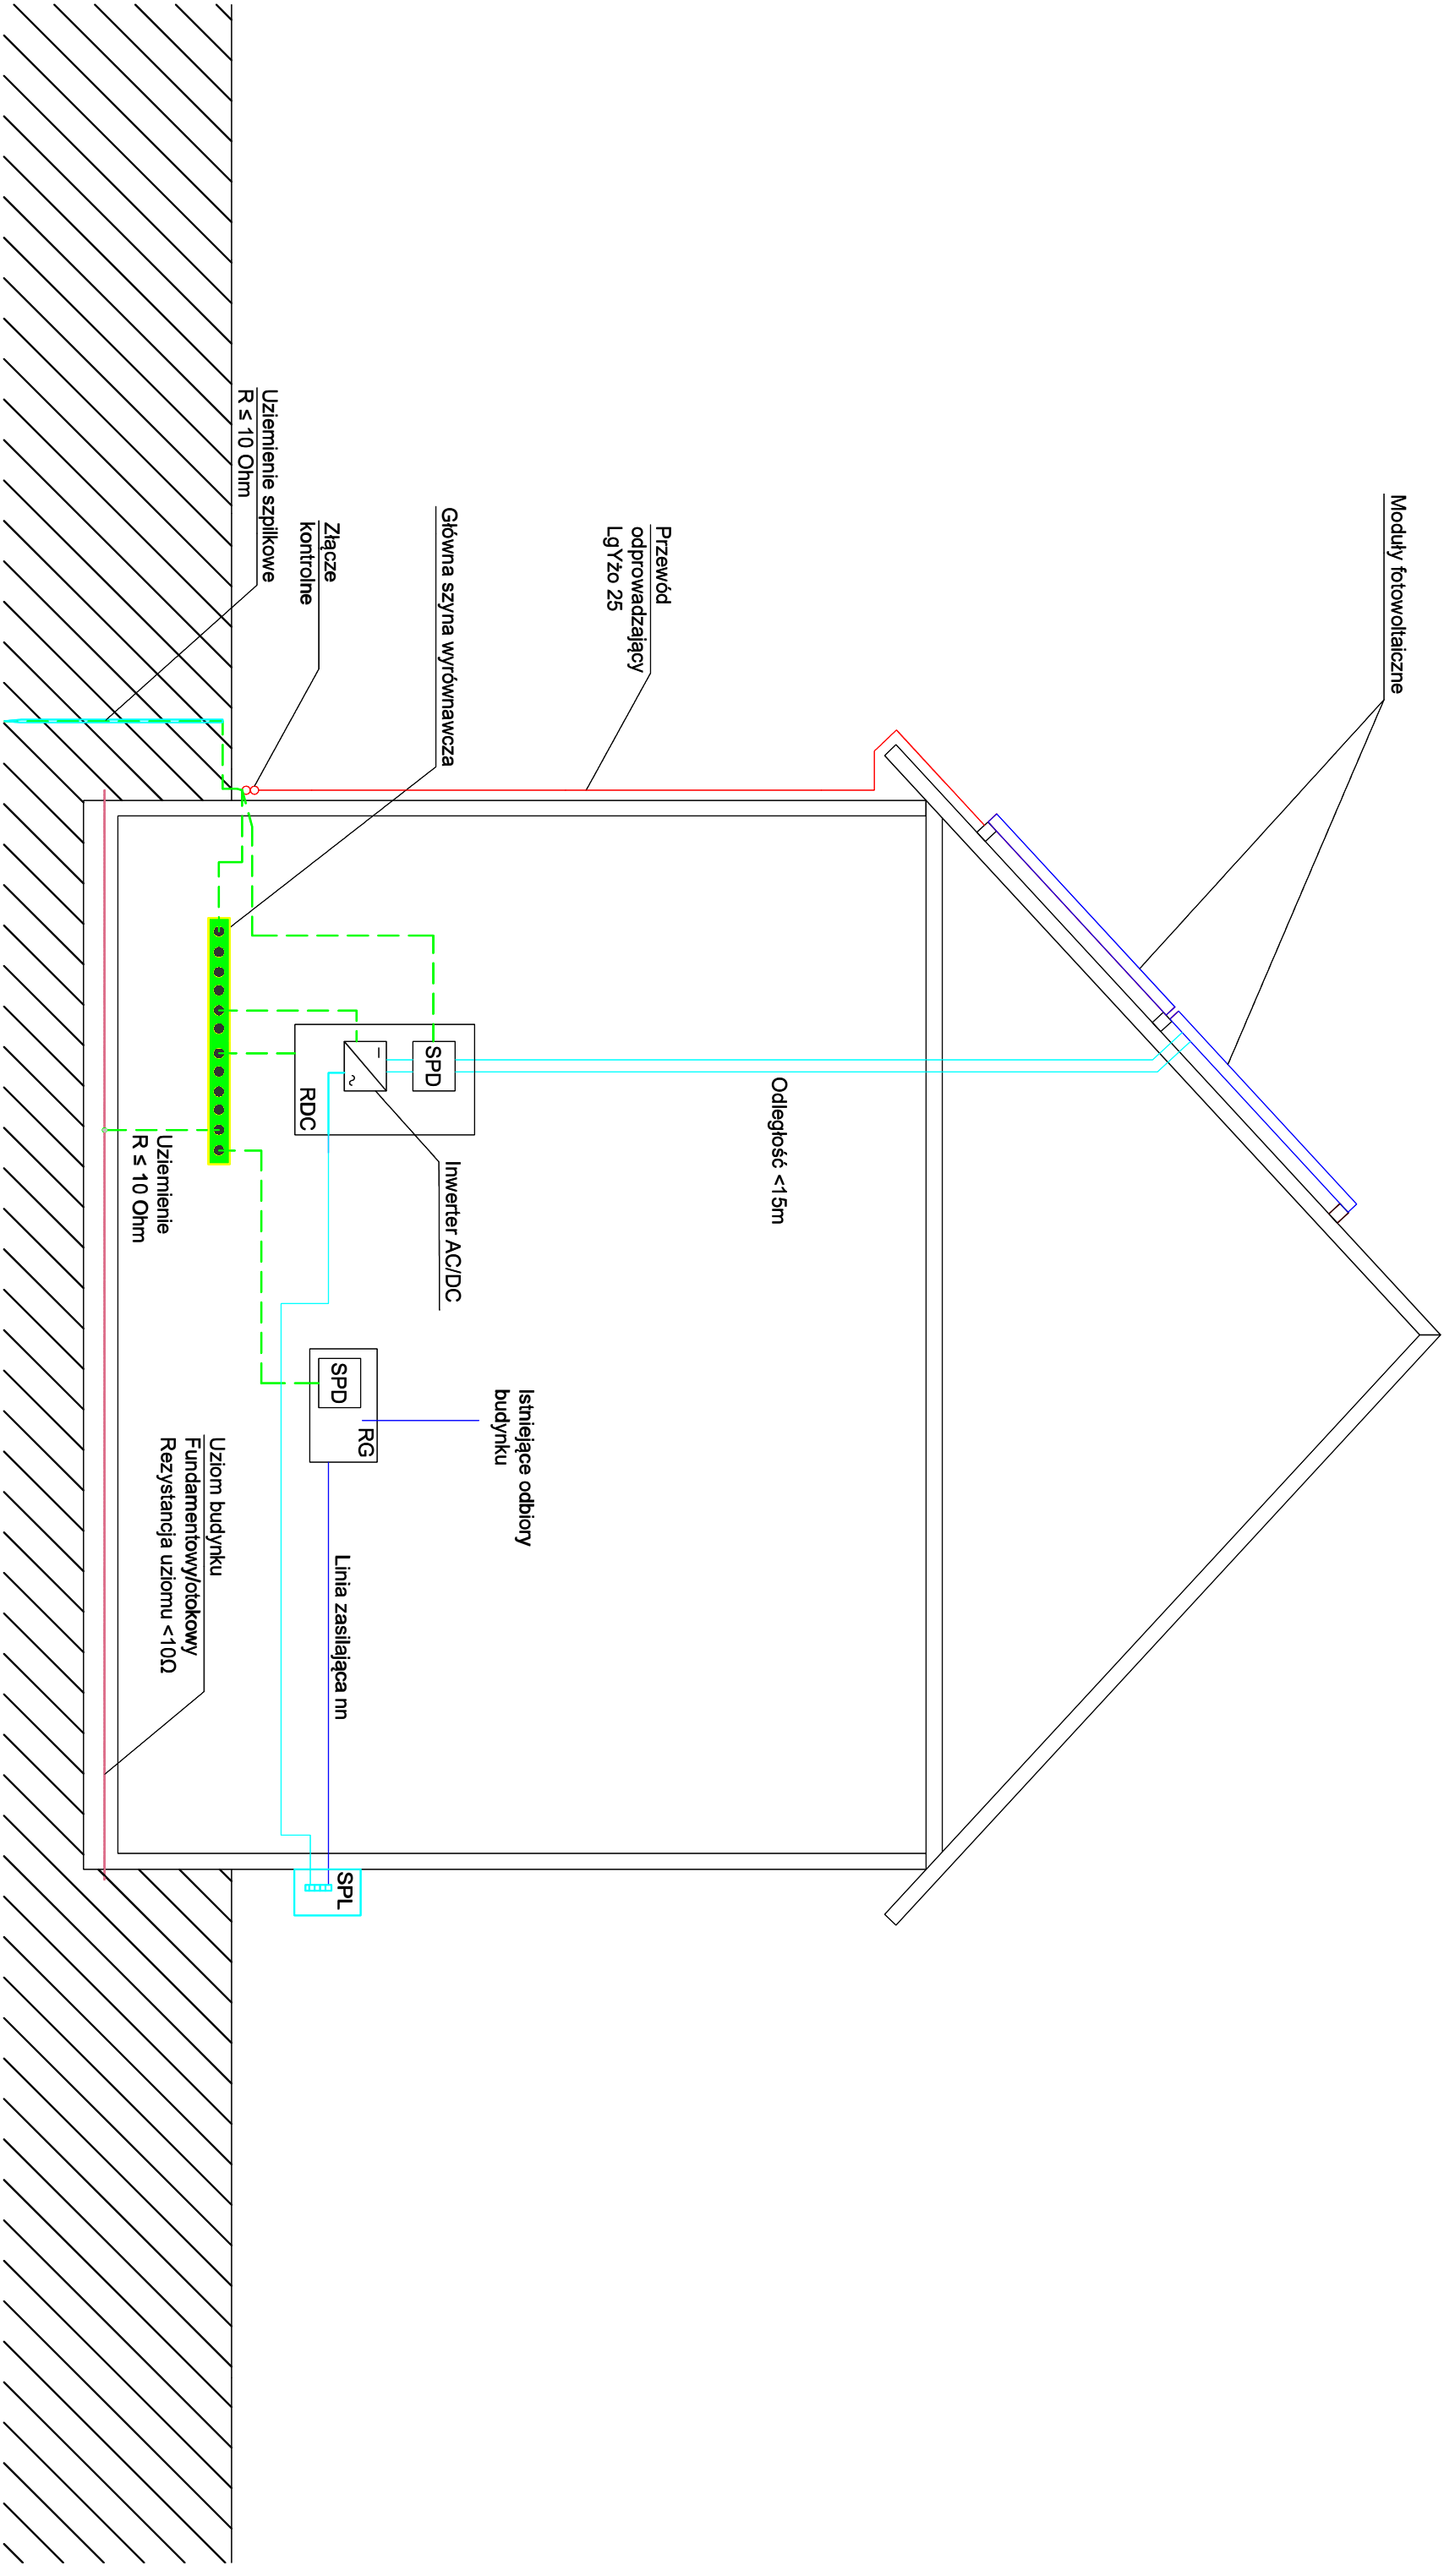 Moduły fotowoltaiczne
Przewód
odprowadzający
LgYżo 25
Główna szyna wyrównawcza
Złącze
kontrolne
Uziemienie szpilkowe
R ≤ 10 Ohm
Odległość <15m
SPD
RDC
Inwerter AC/DC
Uziemienie
R ≤ 10 Ohm
Istniejące odbiory
budynku
SPD
RG
Linia zasilająca nn
SPL
Uziom budynku
Fundamentowy/otokowy
Rezystancja uziomu <10Ω